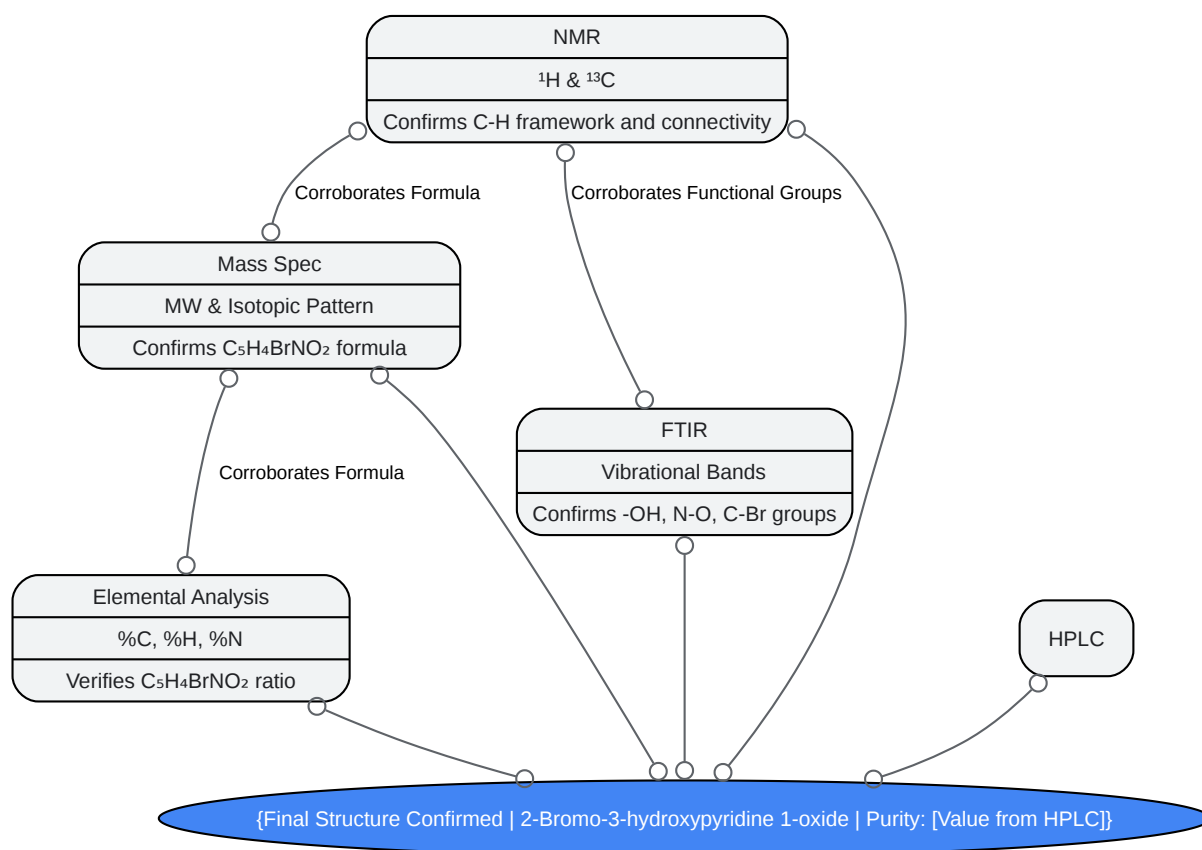 NMR
¹H & ¹³C
Confirms C-H framework and connectivity
Corroborates Formula
Corroborates Functional Groups
Mass Spec
MW & Isotopic Pattern
Confirms C₅H₄BrNO₂ formula
FTIR
Vibrational Bands
Confirms -OH, N-O, C-Br groups
Corroborates Formula
Elemental Analysis
%C, %H, %N
Verifies C₅H₄BrNO₂ ratio
HPLC
{Final Structure Confirmed | 2-Bromo-3-hydroxypyridine 1-oxide | Purity: [Value from HPLC]}